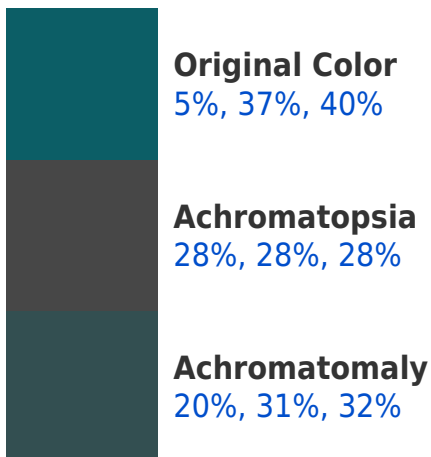 Original Color
5%, 37%, 40%
Achromatopsia
28%, 28%, 28%
Achromatomaly
20%, 31%, 32%